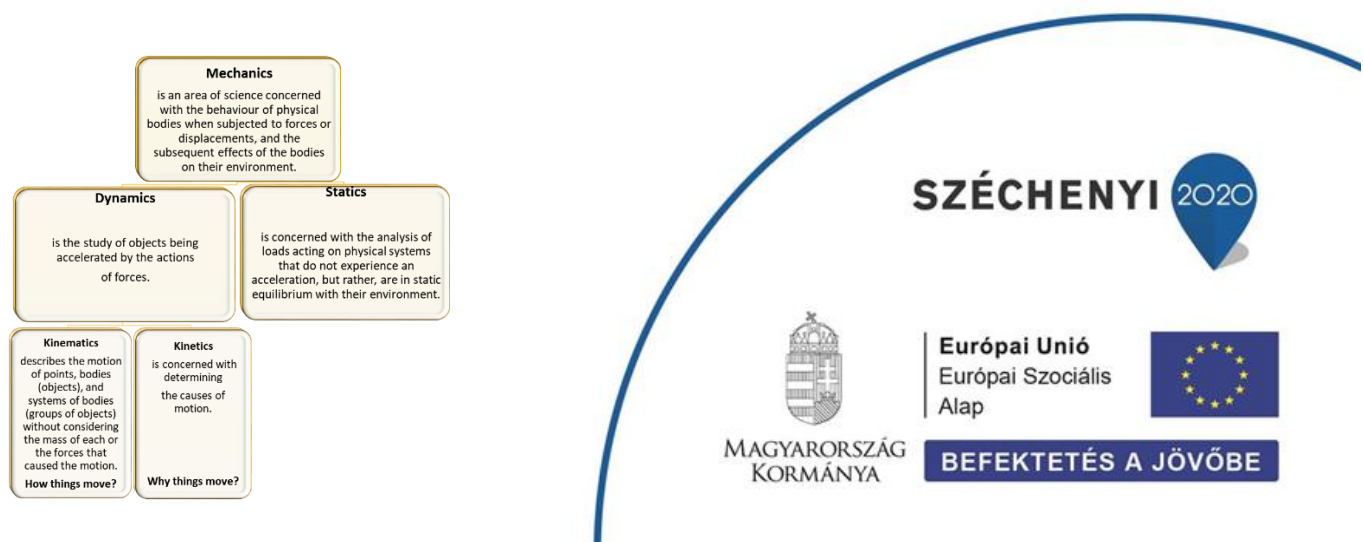 Mechanics
is an area of science concerned
with the behaviour of physical
bodies when subjected to forces or
displacements, and the
subsequent effects of the bodies
on their environment.
Dynamics
is the study of objects being
accelerated by the actions
of forces.
Statics
is concerned with the analysis of
loads acting on physical systems
that do not experience an
acceleration, but rather, are in static
equilibrium with their environment.
Kinematics
describes the motion
of points, bodies
(objects), and
systems of bodies
(groups of objects)
without considering
the mass of each or
the forces that
caused the motion.
How things move?
Kinetics
is concerned with
determining
the causes of
motion.
Why things move?
SZÉCHENYI 2020
MAGYARORSZÁG
KORMÁNYA
Európai Unió
Európai Szociális
Alap
BEFEKTETÉS A JÖVŐBE